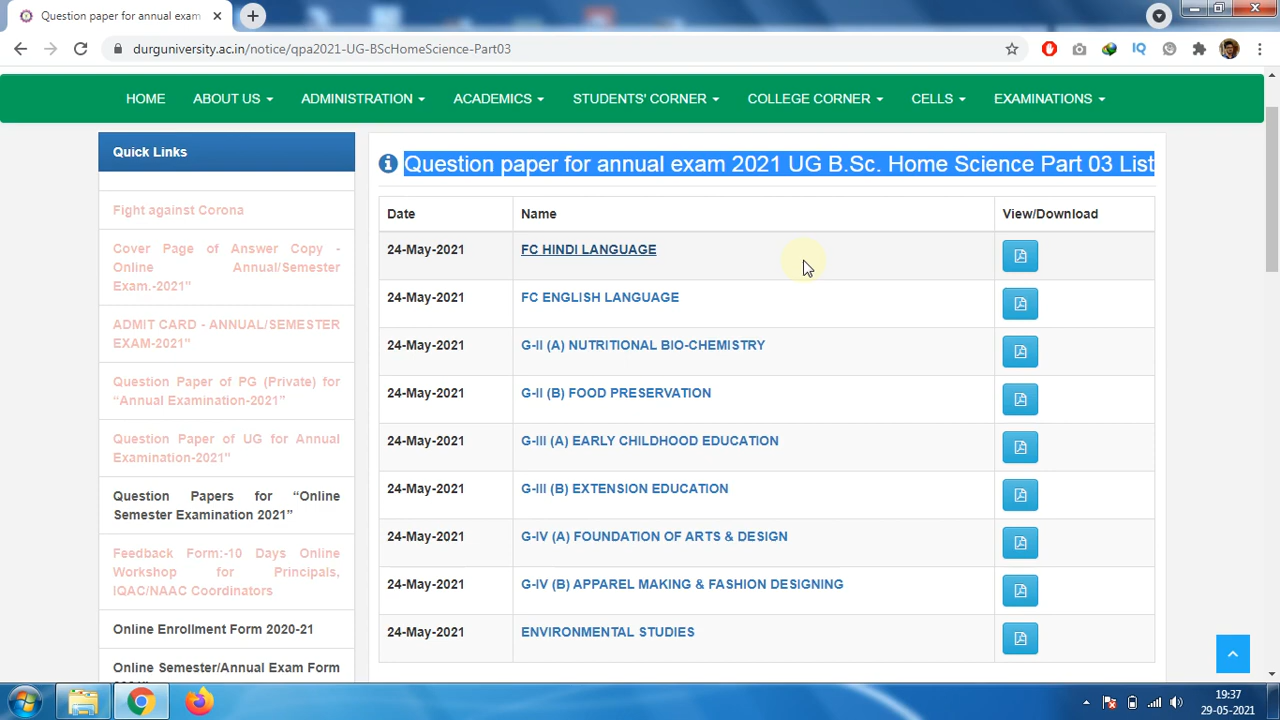 Question paper for annual exam
durguniversity.ac.in/notice/qpa2021-UG-BScHomeScience-Part03
IQ
HOME ABOUT US ADMINISTRATION ACADEMICS STUDENTS' CORNER COLLEGE CORNER CELLS EXAMINATIONS
Quick Links
Fight against Corona
Cover Page of Answer Copy -
Online Annual/Semester
Exam.-2021"
ADMIT CARD - ANNUAL/SEMESTER
EXAM-2021"
Question Paper of PG (Private) for
“Annual Examination-2021”
Question Paper of UG for Annual
Examination-2021"
Question Papers for “Online
Semester Examination 2021”
Feedback Form:-10 Days Online
Workshop for Principals,
IQAC/NAAC Coordinators
Online Enrollment Form 2020-21
Online Semester/Annual Exam Form
Question paper for annual exam 2021 UG B.Sc. Home Science Part 03 List
Date Name View/Download
24-May-2021 FC HINDI LANGUAGE
24-May-2021 FC ENGLISH LANGUAGE
24-May-2021 G-II (A) NUTRITIONAL BIO-CHEMISTRY
24-May-2021 G-II (B) FOOD PRESERVATION
24-May-2021 G-III (A) EARLY CHILDHOOD EDUCATION
24-May-2021 G-III (B) EXTENSION EDUCATION
24-May-2021 G-IV (A) FOUNDATION OF ARTS & DESIGN
24-May-2021 G-IV (B) APPAREL MAKING & FASHION DESIGNING
24-May-2021 ENVIRONMENTAL STUDIES
19:37
29-05-2021